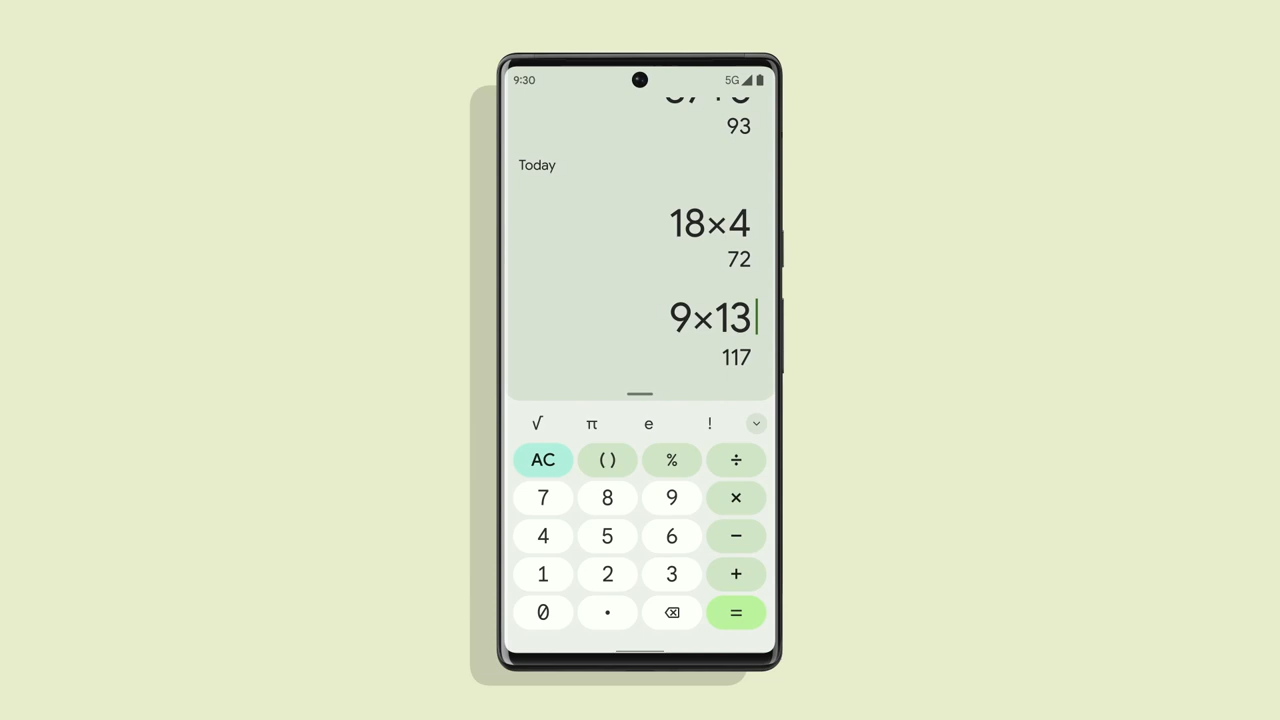 9:30 5G
93
Today
18×4
72
9×13
117
√ π e !
AC ( ) % ÷
7 8 9 ×
4 5 6 −
1 2 3 +
0 . =